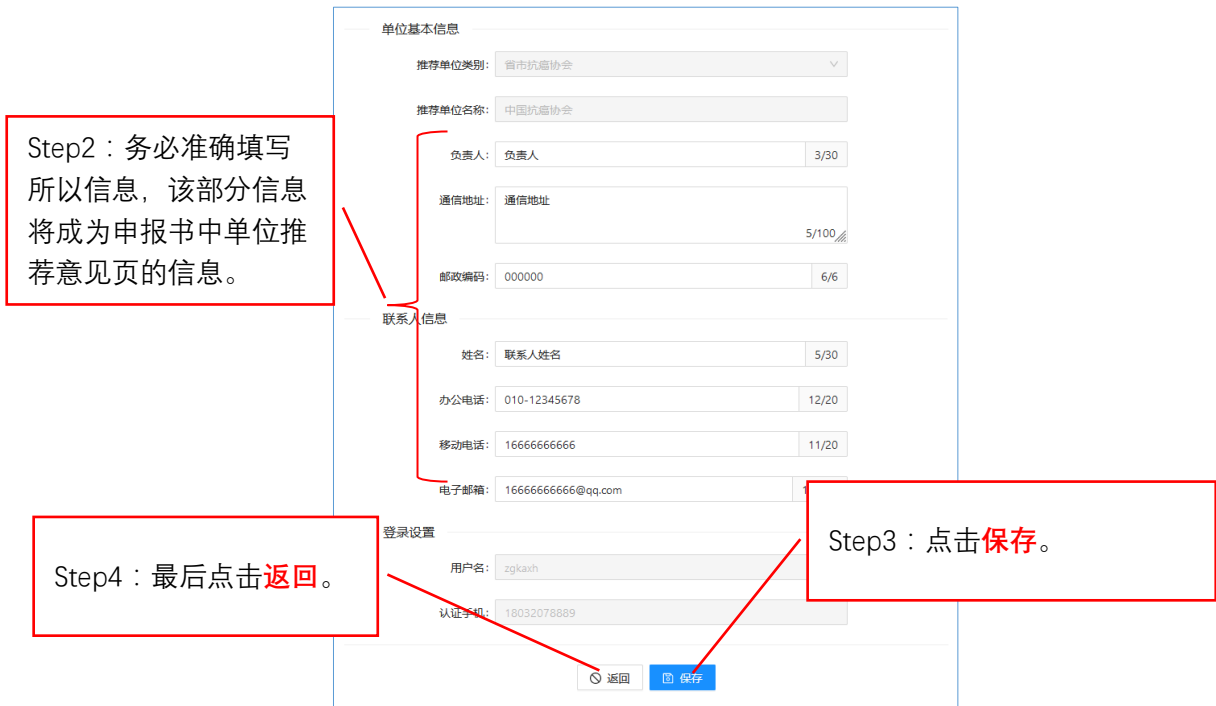 单位基本信息
推荐单位类别: 省市抗癌协会
推荐单位名称: 中国抗癌协会
Step2：务必准确填写
所以信息，该部分信息
将成为申报书中单位推
荐意见页的信息。
负责人: 负责人 3/30
通信地址: 通信地址
5/100
邮政编码: 000000 6/6
联系人信息
姓名: 联系人姓名 5/30
办公电话: 010-12345678 12/20
移动电话: 16666666666 11/20
电子邮箱: 16666666666@qq.com
登录设置
Step3：点击保存。
Step4：最后点击返回。
用户名: zgkaxh
认证手机: 18032078889
返回 保存